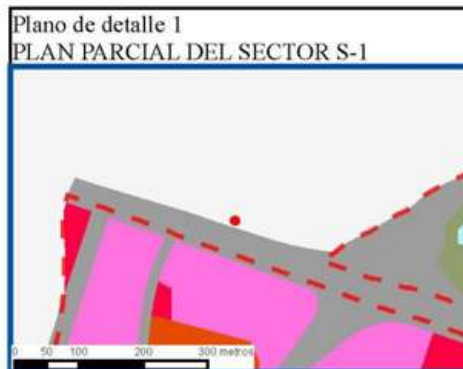 Plano de detalle 1
PLAN PARCIAL DEL SECTOR S-1
0 50 100 200 300 metros